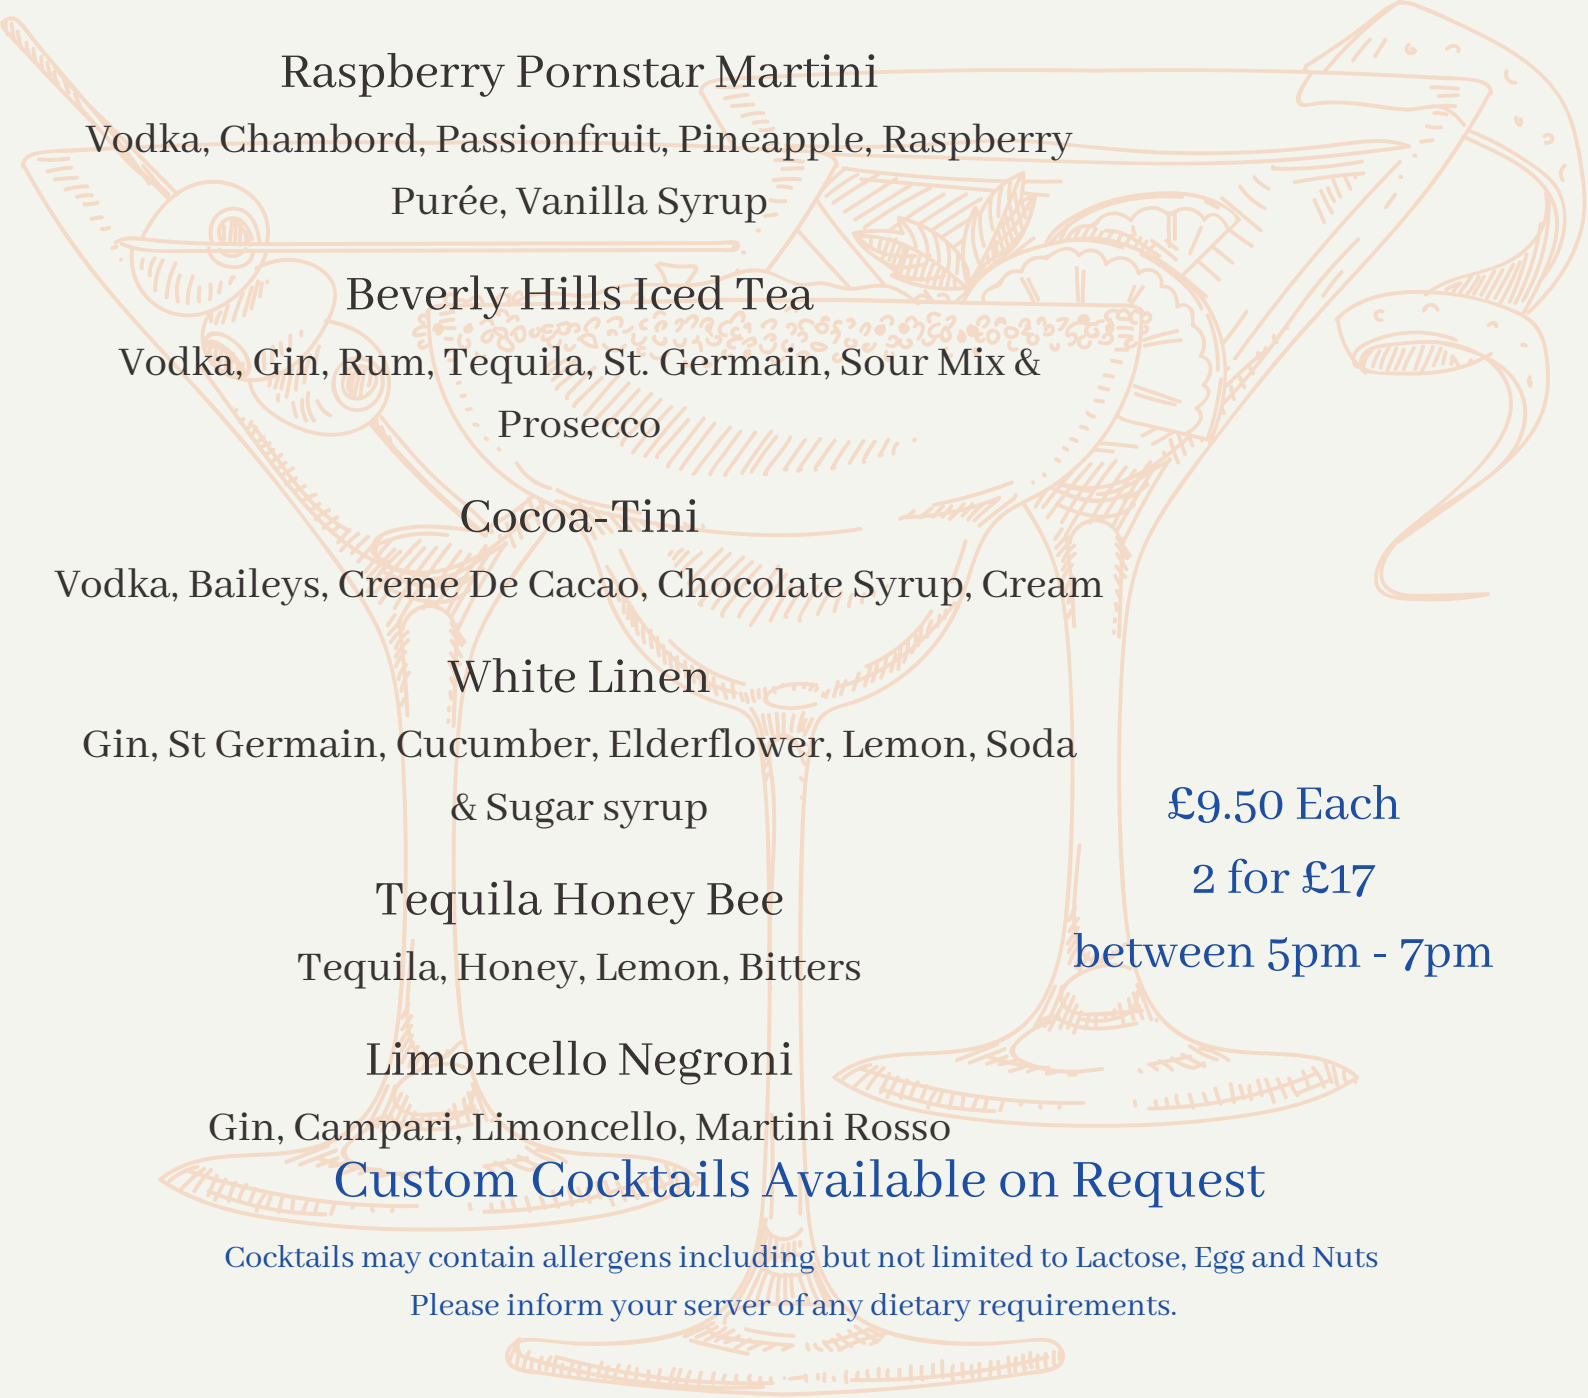 Raspberry Pornstar Martini
Vodka, Chambord, Passionfruit, Pineapple, Raspberry
Purée, Vanilla Syrup
Beverly Hills Iced Tea
Vodka, Gin, Rum, Tequila, St. Germain, Sour Mix &
Prosecco
Cocoa-Tini
Vodka, Baileys, Creme De Cacao, Chocolate Syrup, Cream
White Linen
Gin, St Germain, Cucumber, Elderflower, Lemon, Soda
& Sugar syrup
Tequila Honey Bee
Tequila, Honey, Lemon, Bitters
Limoncello Negroni
Gin, Campari, Limoncello, Martini Rosso
£9.50 Each
2 for £17
between 5pm - 7pm
Custom Cocktails Available on Request
Cocktails may contain allergens including but not limited to Lactose, Egg and Nuts
Please inform your server of any dietary requirements.